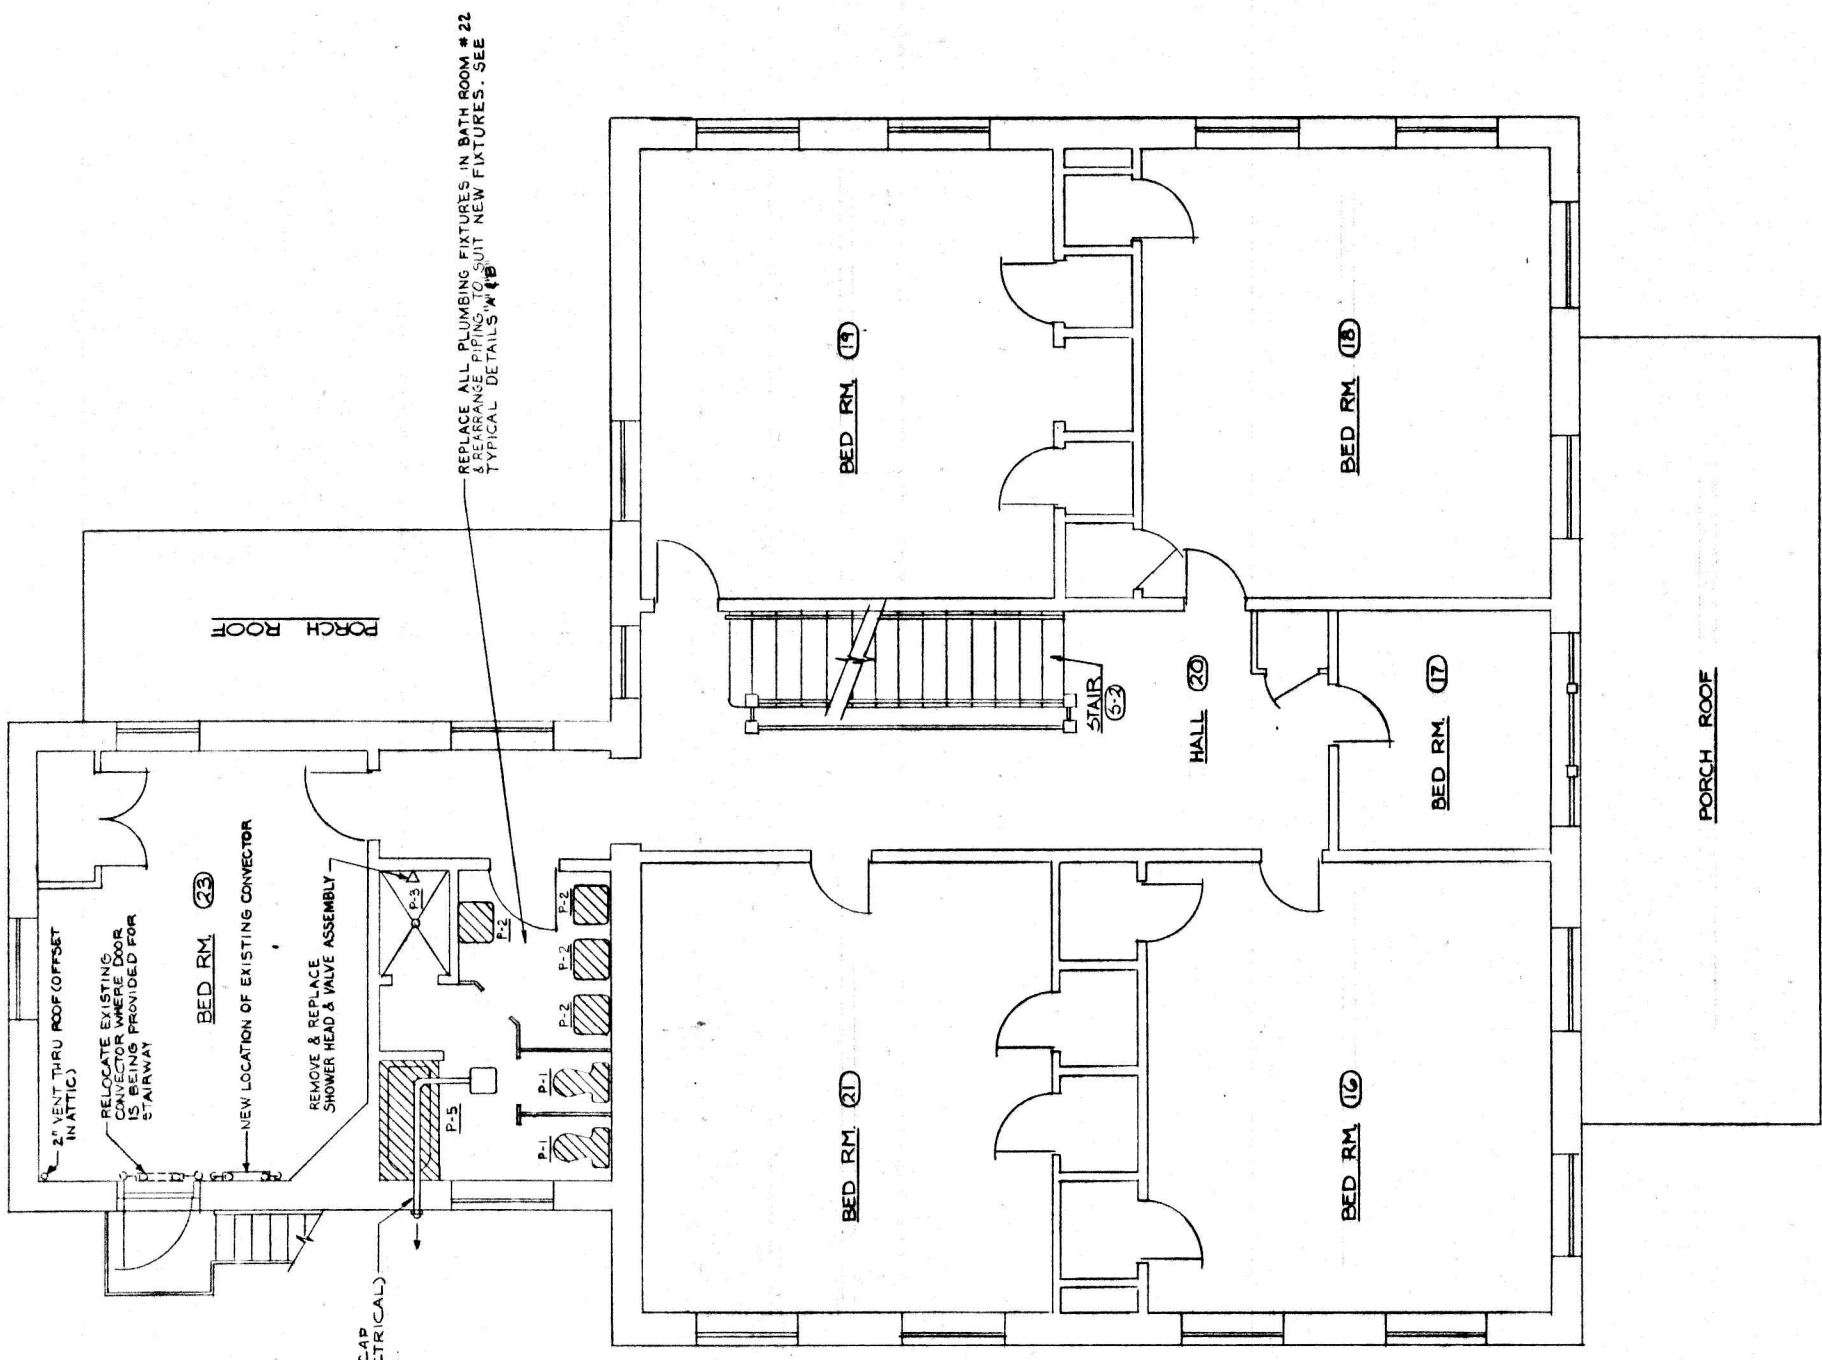 REPLACE ALL PLUMBING FIXTURES IN BATH ROOM #22
& REARRANGE PIPING TO SUIT NEW FIXTURES. SEE
TYPICAL DETAILS "A" & "B"
PORCH
ROOF
2" VENT THRU ROOF (OFFSET
IN ATTIC)
RELOCATE EXISTING
CONVECTOR WHERE DOOR
IS BEING PROVIDED FOR
STAIRWAY
BED RM. 23
NEW LOCATION OF EXISTING CONVECTOR
REMOVE & REPLACE
SHOWER HEAD & VALVE ASSEMBLY
P-3
P-2
P-2
P-2
P-2
P-1
P-1
P-5
CAP
BED RM. 19
BED RM. 18
STAIR
S-2
HALL 20
BED RM. 17
BED RM. 21
BED RM. 16
PORCH ROOF